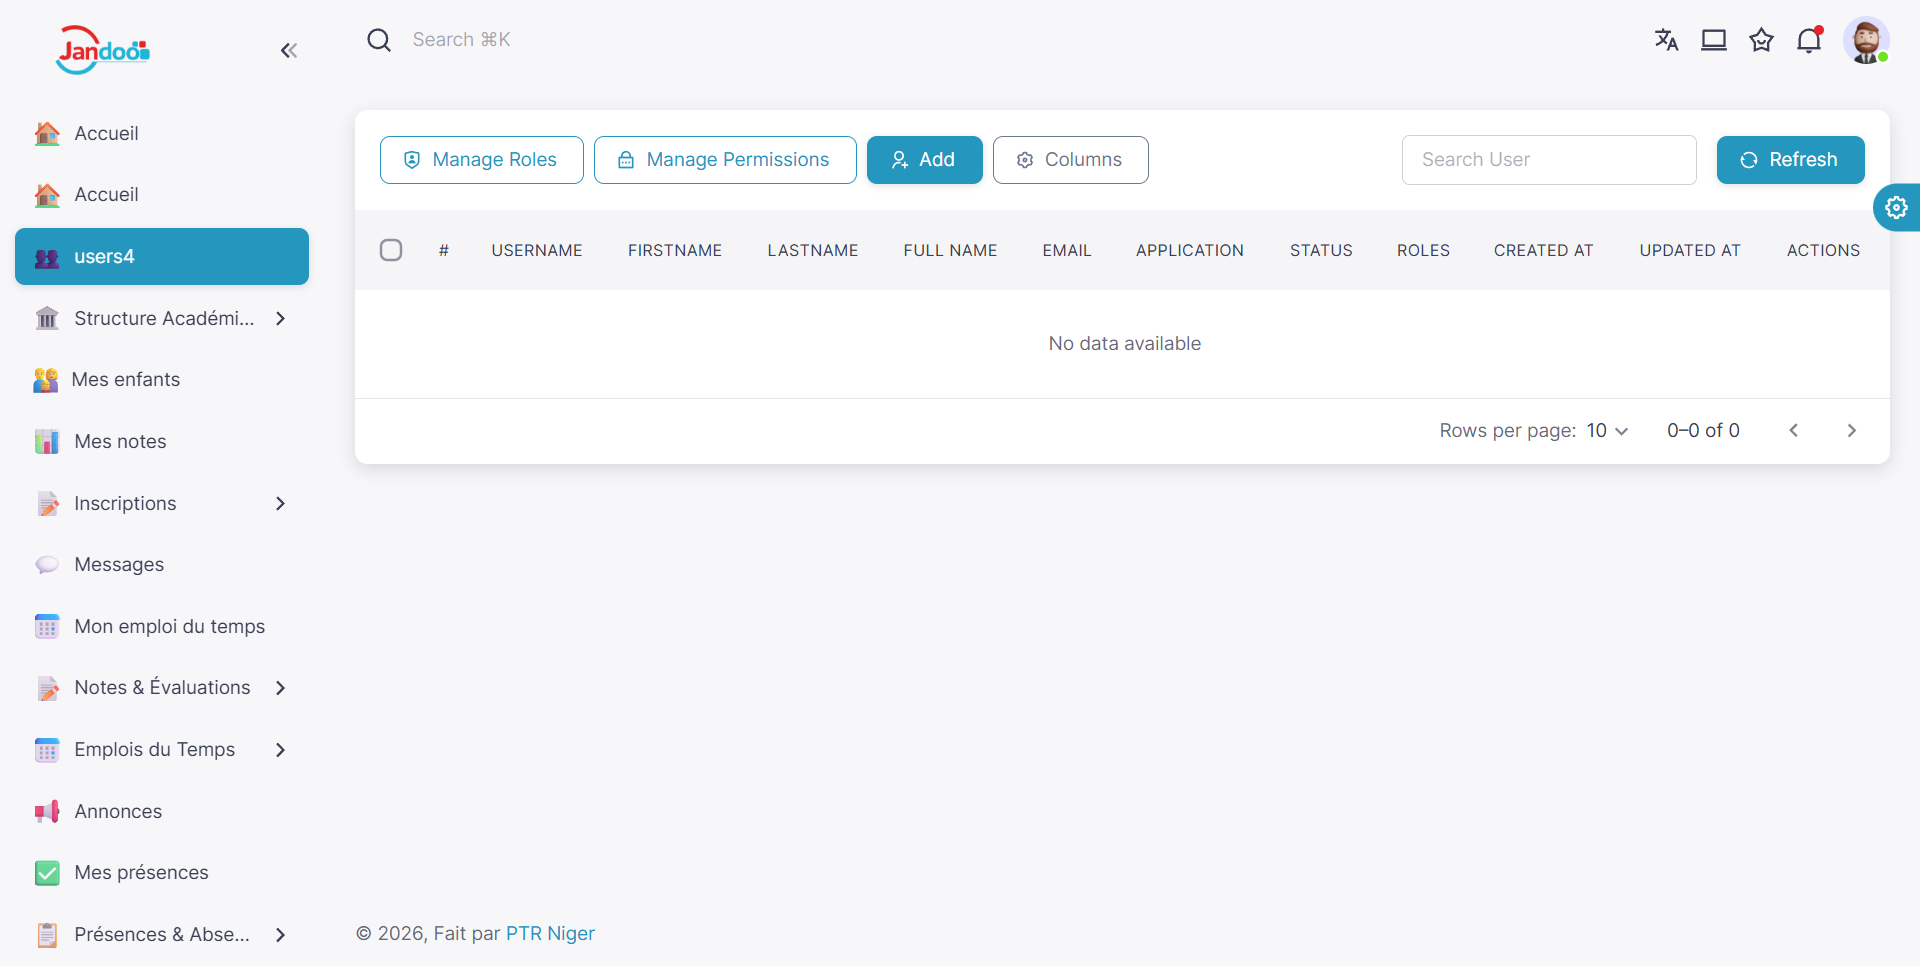 Jandoo
Search ⌘K
Accueil
Accueil
users4
Structure Académi...
Mes enfants
Mes notes
Inscriptions
Messages
Mon emploi du temps
Notes & Évaluations
Emplois du Temps
Annonces
Mes présences
Présences & Abse...
Manage Roles
Manage Permissions
Add
Columns
Search User
Refresh
# USERNAME FIRSTNAME LASTNAME FULL NAME EMAIL APPLICATION STATUS ROLES CREATED AT UPDATED AT ACTIONS
No data available
Rows per page: 10 0–0 of 0
© 2026, Fait par PTR Niger